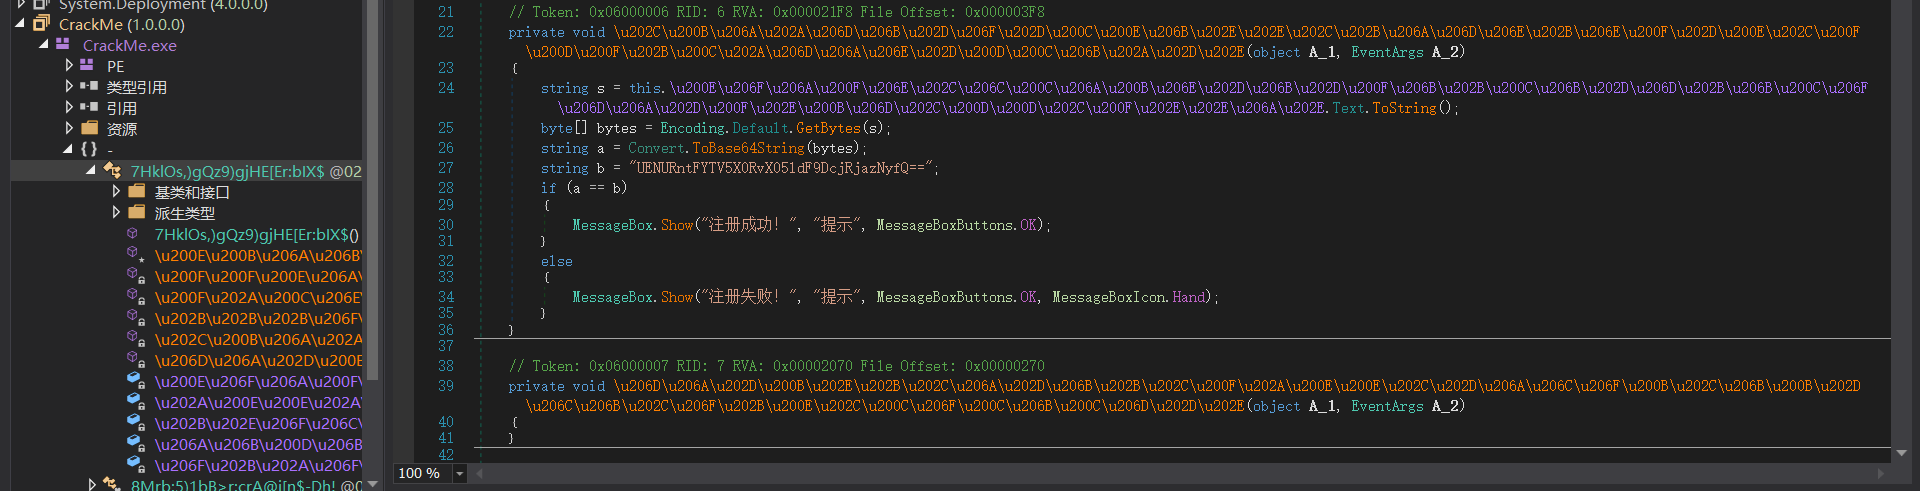 System.Deployment (4.0.0.0)
CrackMe (1.0.0.0)
CrackMe.exe
PE
类型引用
引用
资源
{ } -
7HklOs,)gQz9)gjHE[Er:bIX$ @02
基类和接口
派生类型
7HklOs,)gQz9)gjHE[Er:bIX$()
\u200E\u200B\u206A\u206B\
\u200F\u200F\u200E\u206A\
\u200F\u202A\u200C\u206E\
\u202B\u202B\u202B\u206F\
\u202C\u200B\u206A\u202A
\u206D\u206A\u202D\u200B
\u200E\u206F\u206A\u200F\
\u202A\u200E\u200E\u202A\
\u202B\u202E\u206F\u206C\
\u206A\u206B\u200D\u206B
\u206F\u202B\u202A\u206F\
8Mrb:5)1bB>r:crA@i[n$-Dh! @0
21 // Token: 0x06000006 RID: 6 RVA: 0x000021F8 File Offset: 0x000003F8
22 private void \u202C\u200B\u206A\u202A\u206D\u206B\u202D\u206F\u202D\u200C\u200E\u206B\u202E\u202E\u202C\u202B\u206A\u206D\u206E\u202B\u206E\u200F\u202D\u200E\u202C\u200F
\u200D\u200F\u202B\u200C\u202A\u206D\u206A\u206E\u202D\u200D\u200C\u206B\u202A\u202D\u202E(object A_1, EventArgs A_2)
23 {
24 string s = this.\u200E\u206F\u206A\u200F\u206E\u202C\u206C\u200C\u206A\u200B\u206E\u202D\u206B\u202D\u200F\u206B\u202B\u200C\u206B\u202D\u206D\u202B\u206B\u200C\u206F
\u206D\u206A\u202D\u200F\u202E\u200B\u206D\u202C\u200D\u200D\u202C\u200F\u202E\u202E\u206A\u202E.Text.ToString();
25 byte[] bytes = Encoding.Default.GetBytes(s);
26 string a = Convert.ToBase64String(bytes);
27 string b = "UENURntFYTV5X0RvX05ldF9DcjRjazNyfQ==";
28 if (a == b)
29 {
30 MessageBox.Show("注册成功！", "提示", MessageBoxButtons.OK);
31 }
32 else
33 {
34 MessageBox.Show("注册失败！", "提示", MessageBoxButtons.OK, MessageBoxIcon.Hand);
35 }
36 }
37
38 // Token: 0x06000007 RID: 7 RVA: 0x00002070 File Offset: 0x00000270
39 private void \u206D\u206A\u202D\u200B\u202E\u202B\u202C\u206A\u202D\u206B\u202B\u202C\u200F\u202A\u200E\u200E\u202C\u202D\u206A\u206C\u206F\u200B\u202C\u206B\u200B\u202D
\u206C\u206B\u202C\u206F\u202B\u200E\u202C\u200C\u206F\u200C\u206B\u200C\u206D\u202D\u202E(object A_1, EventArgs A_2)
40 {
41 }
42
100 %